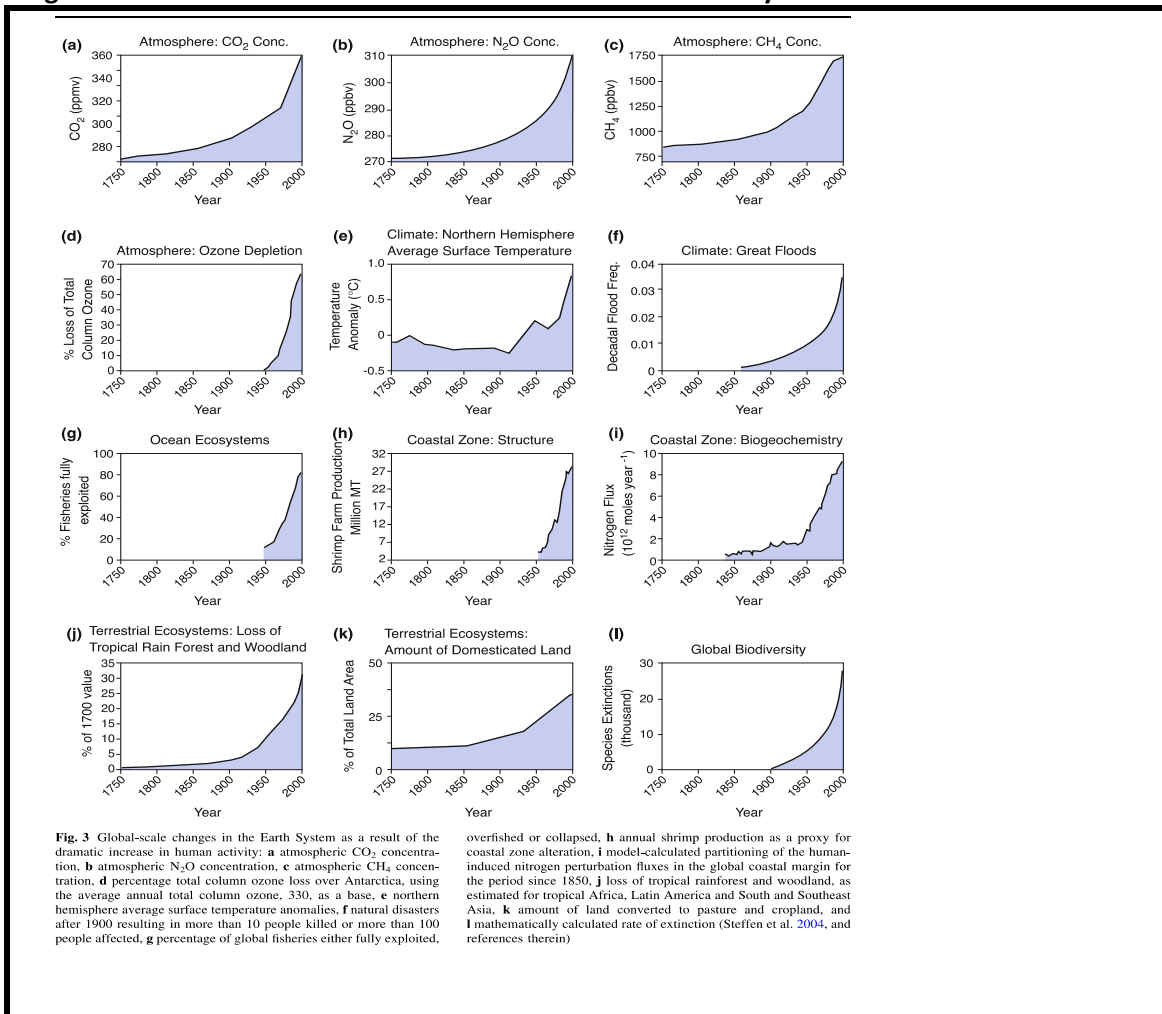 (a) Atmosphere: CO2 Conc.
CO2 (ppmv)
360
340
320
300
280
1750
1800
1850
1900
1950
2000
Year
(b) Atmosphere: N2O Conc.
N2O (ppbv)
310
300
290
280
270
1750
1800
1850
1900
1950
2000
Year
(c) Atmosphere: CH4 Conc.
CH4 (ppbv)
1750
1500
1250
1000
750
1750
1800
1850
1900
1950
2000
Year
(d)
Atmosphere: Ozone Depletion
% Loss of Total
Column Ozone
70
60
50
40
30
20
10
0
1750
1800
1850
1900
1950
2000
Year
(e) Climate: Northern Hemisphere
Average Surface Temperature
Temperature
Anomaly (°C)
1.0
0.5
0
-0.5
1750
1800
1850
1900
1950
2000
Year
(f)
Climate: Great Floods
Decadal Flood Freq.
0.04
0.03
0.02
0.01
0
1750
1800
1850
1900
1950
2000
Year
(g) Ocean Ecosystems
% Fisheries fully
exploited
100
80
60
40
20
0
1750
1800
1850
1900
1950
2000
Year
(h) Coastal Zone: Structure
Shrimp Farm Production
Million MT
32
27
22
17
12
7
2
1750
1800
1850
1900
1950
2000
Year
(i) Coastal Zone: Biogeochemistry
Nitrogen Flux
(10¹² moles year ⁻¹)
10
8
6
4
2
0
1750
1800
1850
1900
1950
2000
Year
(j) Terrestrial Ecosystems: Loss of
Tropical Rain Forest and Woodland
% of 1700 value
35
30
25
20
15
10
5
0
1750
1800
1850
1900
1950
2000
Year
(k) Terrestrial Ecosystems:
Amount of Domesticated Land
% of Total Land Area
50
25
0
1750
1800
1850
1900
1950
2000
Year
(l) Global Biodiversity
Species Extinctions
(thousand)
30
20
10
0
1750
1800
1850
1900
1950
2000
Year
Fig. 3 Global-scale changes in the Earth System as a result of the
dramatic increase in human activity: a atmospheric CO2 concentra-
tion, b atmospheric N2O concentration, c atmospheric CH4 concen-
tration, d percentage total column ozone loss over Antarctica, using
the average annual total column ozone, 330, as a base, e northern
hemisphere average surface temperature anomalies, f natural disasters
after 1900 resulting in more than 10 people killed or more than 100
people affected, g percentage of global fisheries either fully exploited,
overfished or collapsed, h annual shrimp production as a proxy for
coastal zone alteration, i model-calculated partitioning of the human-
induced nitrogen perturbation fluxes in the global coastal margin for
the period since 1850, j loss of tropical rainforest and woodland, as
estimated for tropical Africa, Latin America and South and Southeast
Asia, k amount of land converted to pasture and cropland, and
l mathematically calculated rate of extinction (Steffen et al. 2004, and
references therein)